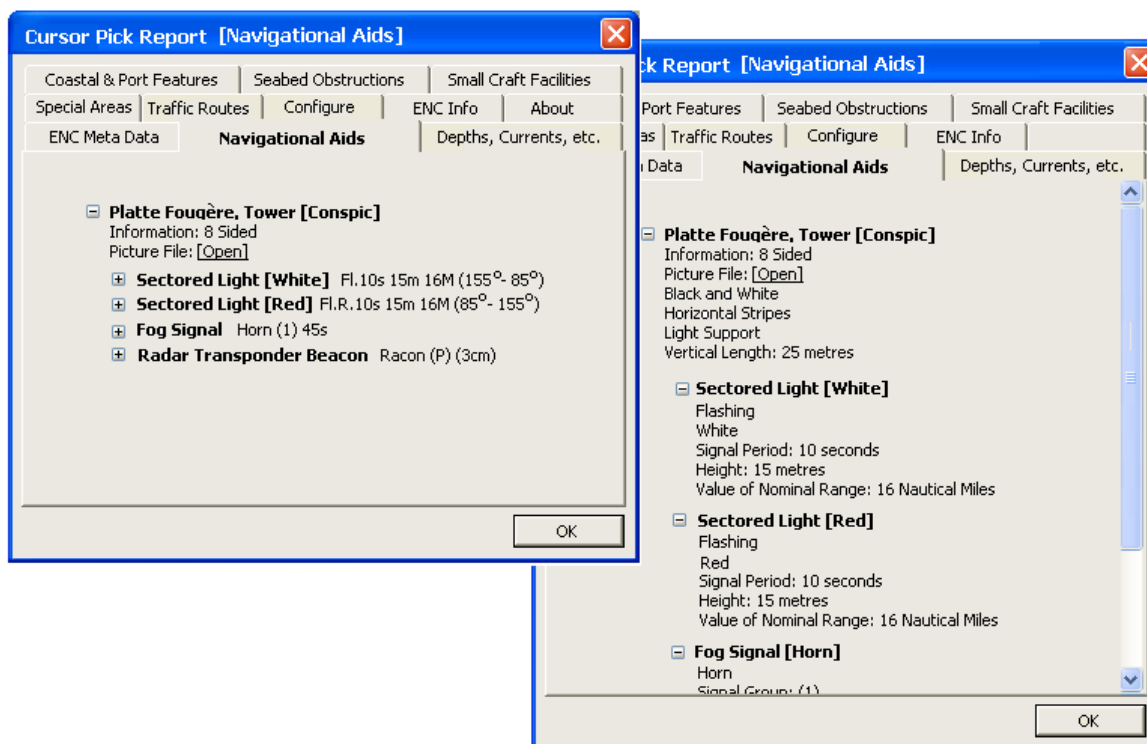 Cursor Pick Report [Navigational Aids]
Coastal & Port Features Seabed Obstructions Small Craft Facilities
Special Areas Traffic Routes Configure ENC Info About
ENC Meta Data Navigational Aids Depths, Currents, etc.
Platte Fougère, Tower [Conspic]
Information: 8 Sided
Picture File: [Open]
Sectored Light [White] Fl.10s 15m 16M (155°- 85°)
Sectored Light [Red] Fl.R.10s 15m 16M (85°- 155°)
Fog Signal Horn (1) 45s
Radar Transponder Beacon Racon (P) (3cm)
OK
ck Report [Navigational Aids]
Port Features Seabed Obstructions Small Craft Facilities
as Traffic Routes Configure ENC Info
Data Navigational Aids Depths, Currents, etc.
Platte Fougère, Tower [Conspic]
Information: 8 Sided
Picture File: [Open]
Black and White
Horizontal Stripes
Light Support
Vertical Length: 25 metres
Sectored Light [White]
Flashing
White
Signal Period: 10 seconds
Height: 15 metres
Value of Nominal Range: 16 Nautical Miles
Sectored Light [Red]
Flashing
Red
Signal Period: 10 seconds
Height: 15 metres
Value of Nominal Range: 16 Nautical Miles
Fog Signal [Horn]
Horn
Signal Group: (1)
OK